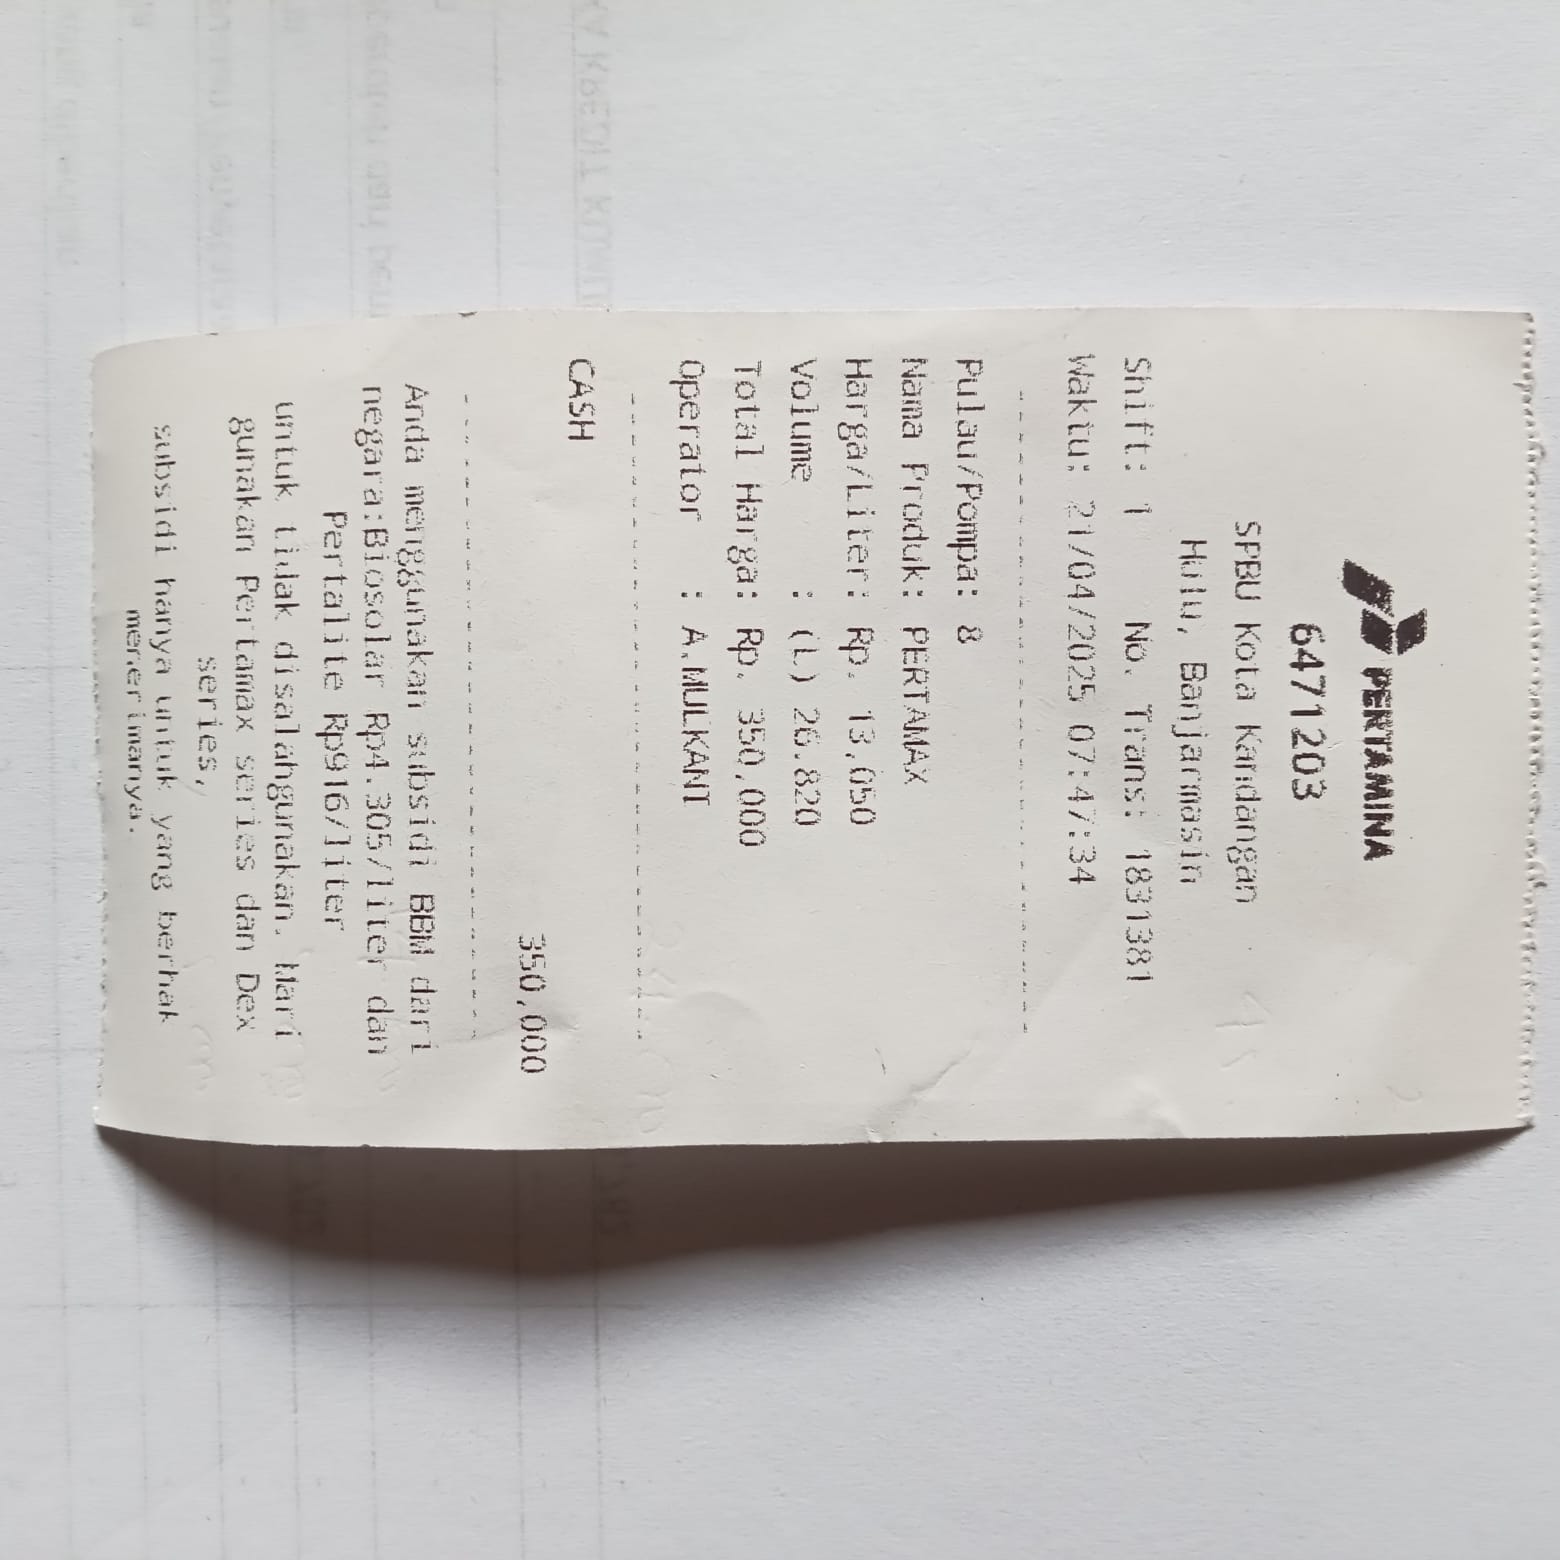 PERTAMINA
6471203
SPBU Kota Kandangan
Hulu, Banjarmasin
Shift: 1 No. Trans: 1831381
Waktu: 21/04/2025 07:47:34
Pulau/Pompa: 8
Nama Produk: PERTAMAX
Harga/Liter: Rp. 13,050
Volume : (L) 26.820
Total Harga: Rp. 350,000
Operator : A.MULKANI
CASH
350,000
Anda menggunakan subsidi BBM dari
negara:Biosolar Rp4.305/liter dan
Pertalite Rp916/liter
untuk tidak disalahgunakan. Mari
gunakan Pertamax series dan Dex
series,
subsidi hanya untuk yang berhak
menerimanya.